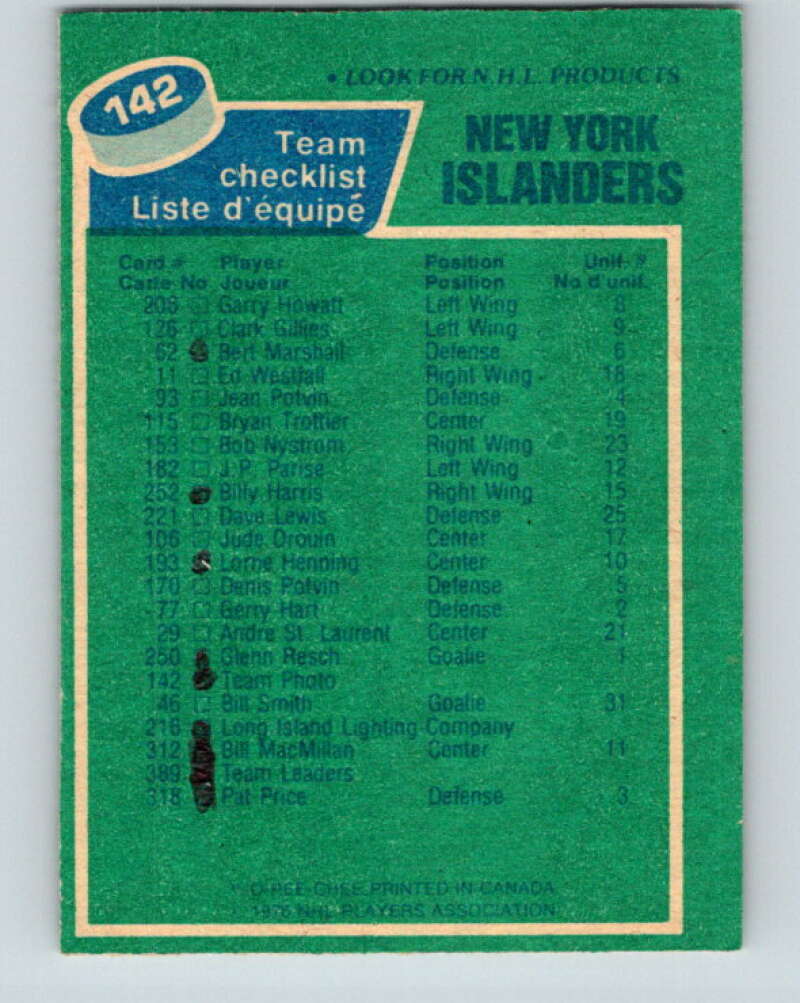 • LOOK FOR N.H.L. PRODUCTS
142
Team checklist
Liste d'équipé
NEW YORK
ISLANDERS
Card # Player Position Unif. #
Carte No Joueur Position No d'unif.
206 Garry Howatt Left Wing 8
126 Clark Gillies Left Wing 9
62 Bert Marshall Defense 6
11 Ed Westfall Right Wing 18
93 Jean Potvin Defense 4
115 Bryan Trottier Center 19
153 Bob Nystrom Right Wing 23
182 J.P. Parise Left Wing 12
252 Billy Harris Right Wing 15
221 Dave Lewis Defense 25
106 Jude Drouin Center 17
193 Lorne Henning Center 10
170 Denis Potvin Defense 5
77 Gerry Hart Defense 2
29 Andre St. Laurent Center 21
250 Glenn Resch Goalie 1
142 Team Photo
46 Bill Smith Goalie 31
216 Long Island Lighting Company
312 Bill MacMillan Center 11
389 Team Leaders
318 Pat Price Defense 3
O-PEE-CHEE PRINTED IN CANADA
1976 NHL PLAYERS ASSOCIATION